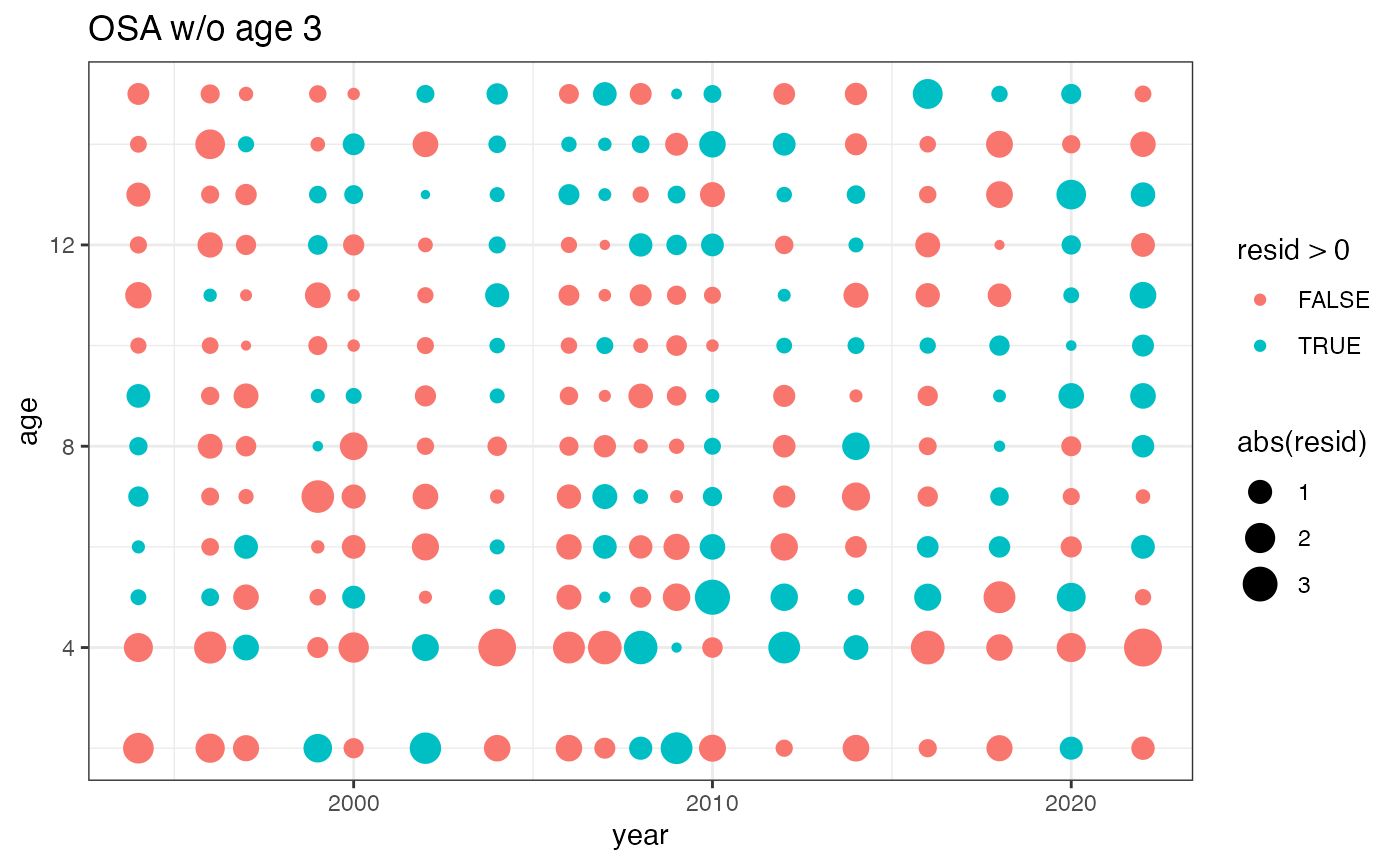 OSA w/o age 3
12
8
4
age
2000 2010 2020
year
resid > 0
FALSE
TRUE
abs(resid)
1
2
3